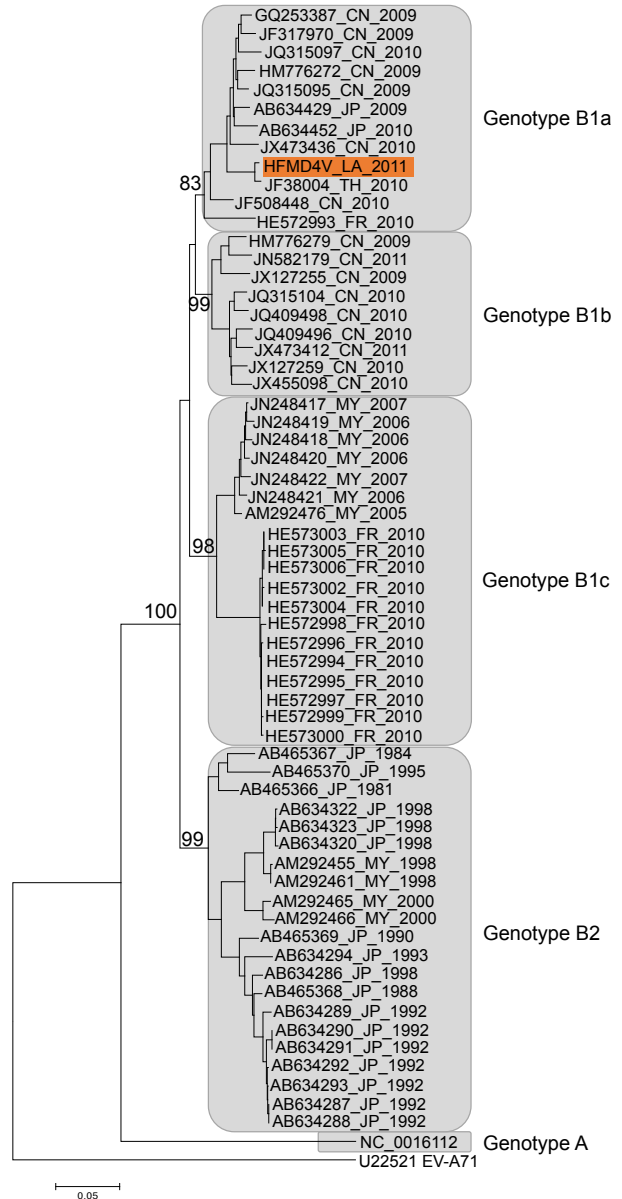 GQ253387_CN_2009
JF317970_CN_2009
JQ315097_CN_2010
HM776272_CN_2009
JQ315095_CN_2009
AB634429_JP_2009
Genotype B1a
AB634452_JP_2010
JX473436_CN_2010
HFMD4V_LA_2011
JF38004_TH_2010
83
JF508448_CN_2010
HE572993_FR_2010
HM776279_CN_2009
JN582179_CN_2011
JX127255_CN_2009
JQ315104_CN_2010
99
JQ409498_CN_2010
Genotype B1b
JQ409496_CN_2010
JX473412_CN_2011
JX127259_CN_2010
JX455098_CN_2010
JN248417_MY_2007
JN248419_MY_2006
JN248418_MY_2006
JN248420_MY_2006
JN248422_MY_2007
JN248421_MY_2006
AM292476_MY_2005
HE573003_FR_2010
98
HE573005_FR_2010
HE573006_FR_2010
Genotype B1c
HE573002_FR_2010
HE573004_FR_2010
100
HE572998_FR_2010
HE572996_FR_2010
HE572994_FR_2010
HE572995_FR_2010
HE572997_FR_2010
HE572999_FR_2010
HE573000_FR_2010
AB465367_JP_1984
AB465370_JP_1995
AB465366_JP_1981
AB634322_JP_1998
AB634323_JP_1998
99
AB634320_JP_1998
AM292455_MY_1998
AM292461_MY_1998
AM292465_MY_2000
AM292466_MY_2000
Genotype B2
AB465369_JP_1990
AB634294_JP_1993
AB634286_JP_1998
AB465368_JP_1988
AB634289_JP_1992
AB634290_JP_1992
AB634291_JP_1992
AB634292_JP_1992
AB634293_JP_1992
AB634287_JP_1992
AB634288_JP_1992
NC_0016112
Genotype A
U22521 EV-A71
0.05